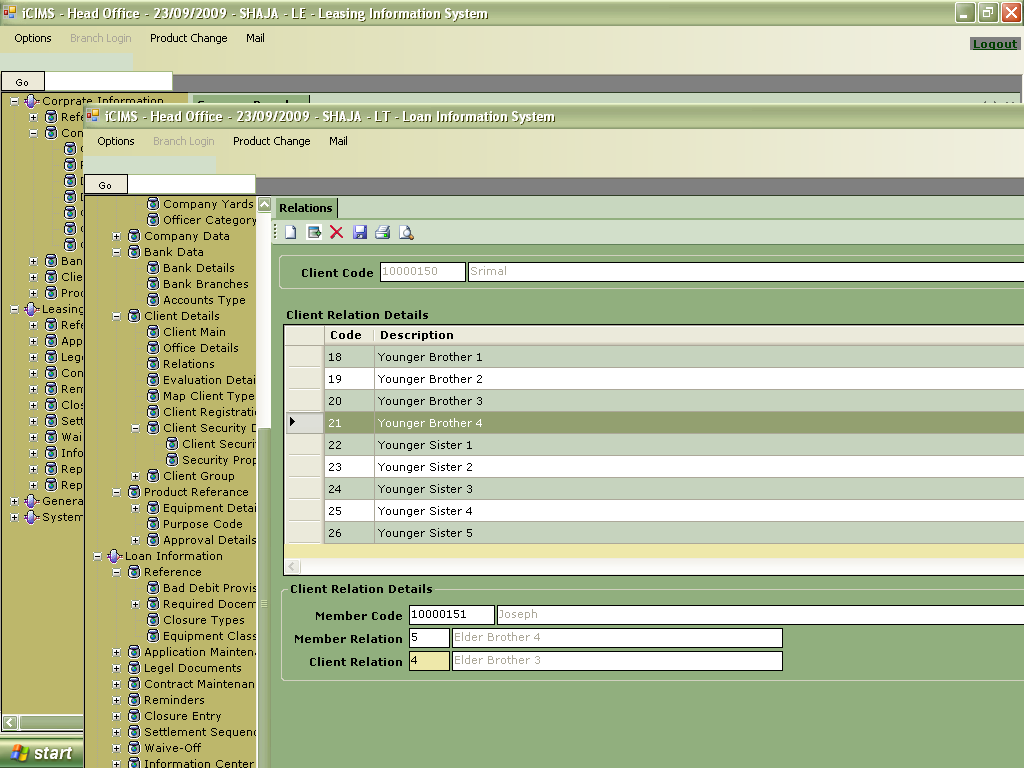 iCIMS - Head Office - 23/09/2009 - SHAJA - LE - Leasing Information System
Options Branch Login Product Change Mail
Logout
Go
Corprate Information
iCIMS - Head Office - 23/09/2009 - SHAJA - LT - Loan Information System
Options Branch Login Product Change Mail
Go
Refe
Con
Ban
Clie
Proc
Leasing
Refe
App
Lege
Con
Rem
Clos
Sett
Wai
Info
Rep
Rep
Genera
System
start
Company Yards
Officer Category
Company Data
Bank Data
Bank Details
Bank Branches
Accounts Type
Client Details
Client Main
Office Details
Relations
Evaluation Detai
Map Client Type
Client Registrati
Client Security D
Client Securi
Security Prop
Client Group
Product Referance
Equipment Detai
Purpose Code
Approval Details
Loan Information
Reference
Bad Debit Provis
Required Docem
Closure Types
Equipment Class
Application Mainten
Legel Documents
Contract Maintenan
Reminders
Closure Entry
Settlement Sequenc
Waive-Off
Information Center
Relations
Client Code 10000150 Srimal
Client Relation Details
Code Description
18 Younger Brother 1
19 Younger Brother 2
20 Younger Brother 3
21 Younger Brother 4
22 Younger Sister 1
23 Younger Sister 2
24 Younger Sister 3
25 Younger Sister 4
26 Younger Sister 5
Client Relation Details
Member Code 10000151 Joseph
Member Relation 5 Elder Brother 4
Client Relation 4 Elder Brother 3